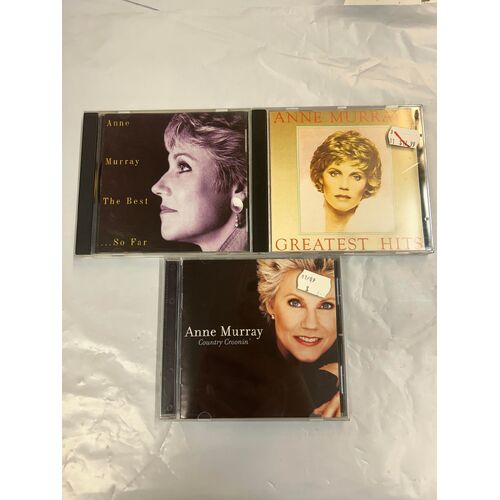 Anne
Murray
The Best
...So Far
ANNE MURRAY
GREATEST HITS
Anne Murray
Country Croonin'